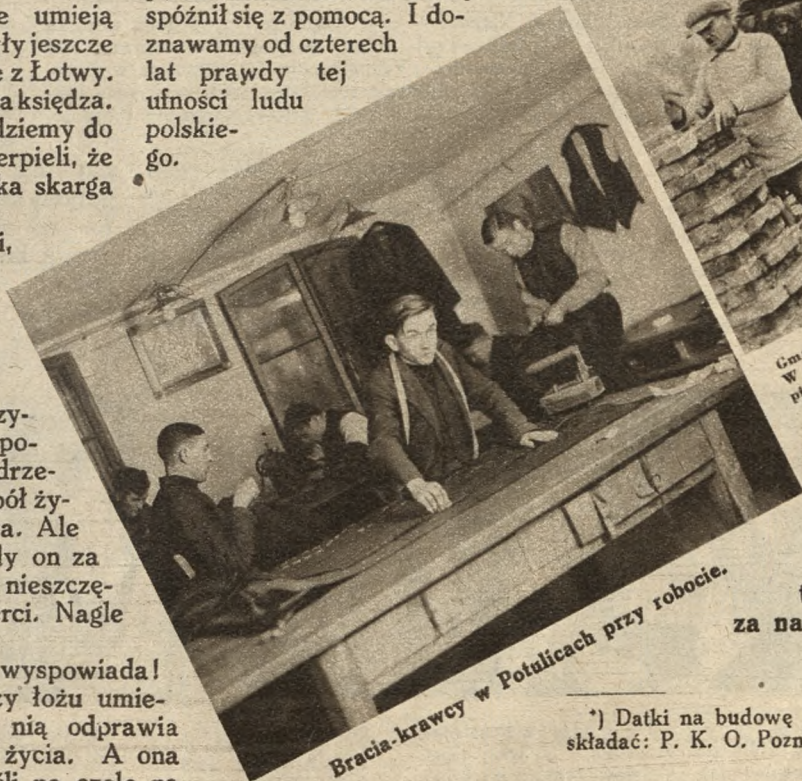 e umieją
ły jeszcze
e z Łotwy.
a księdza.
dziemy do
erpieli, że
ka skarga
i,
zy-
po-
drze-
pół ży-
a. Ale
ły on za
nieszczę-
rci. Nagle
wyspowiada!
zy łożu umie-
nią odprawia
życia. A ona
spóźnił się z pomocą. I do-
znawamy od czterech
lat prawdy tej
ufności ludu
polskie-
go.
Bracia-krawcy w Potulicach przy robocie.
Gm
W
za na
*) Datki na budowę
składać: P. K. O. Pozn